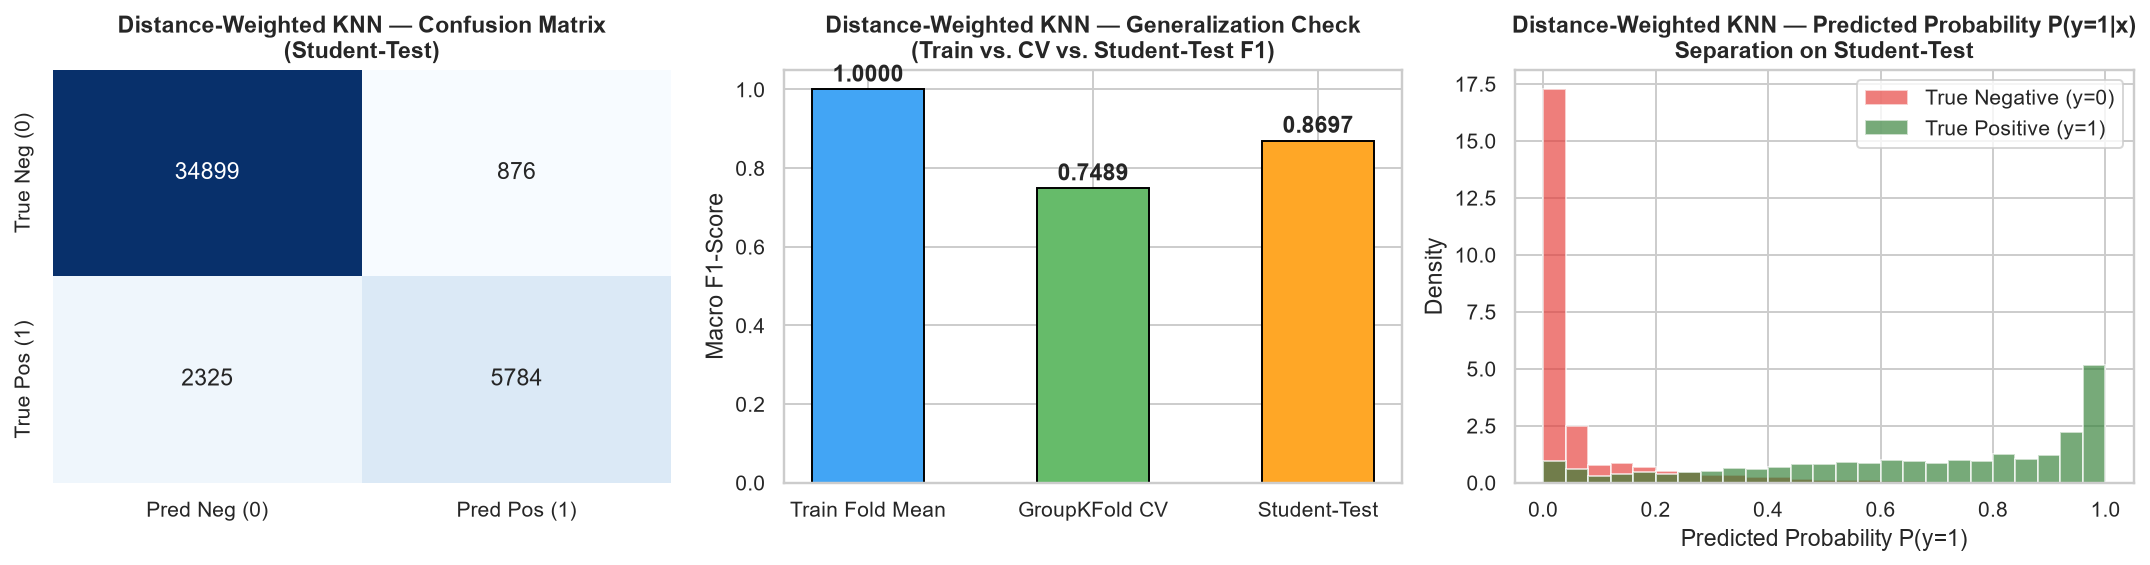 Distance-Weighted KNN — Confusion Matrix
(Student-Test)
True Neg (0)
34899
876
True Pos (1)
2325
5784
Pred Neg (0)
Pred Pos (1)
Distance-Weighted KNN — Generalization Check
(Train vs. CV vs. Student-Test F1)
Macro F1-Score
1.0
0.8
0.6
0.4
0.2
0.0
1.0000
0.7489
0.8697
Train Fold Mean
GroupKFold CV
Student-Test
Distance-Weighted KNN — Predicted Probability P(y=1|x)
Separation on Student-Test
True Negative (y=0)
True Positive (y=1)
Density
17.5
15.0
12.5
10.0
7.5
5.0
2.5
0.0
0.0
0.2
0.4
0.6
0.8
1.0
Predicted Probability P(y=1)